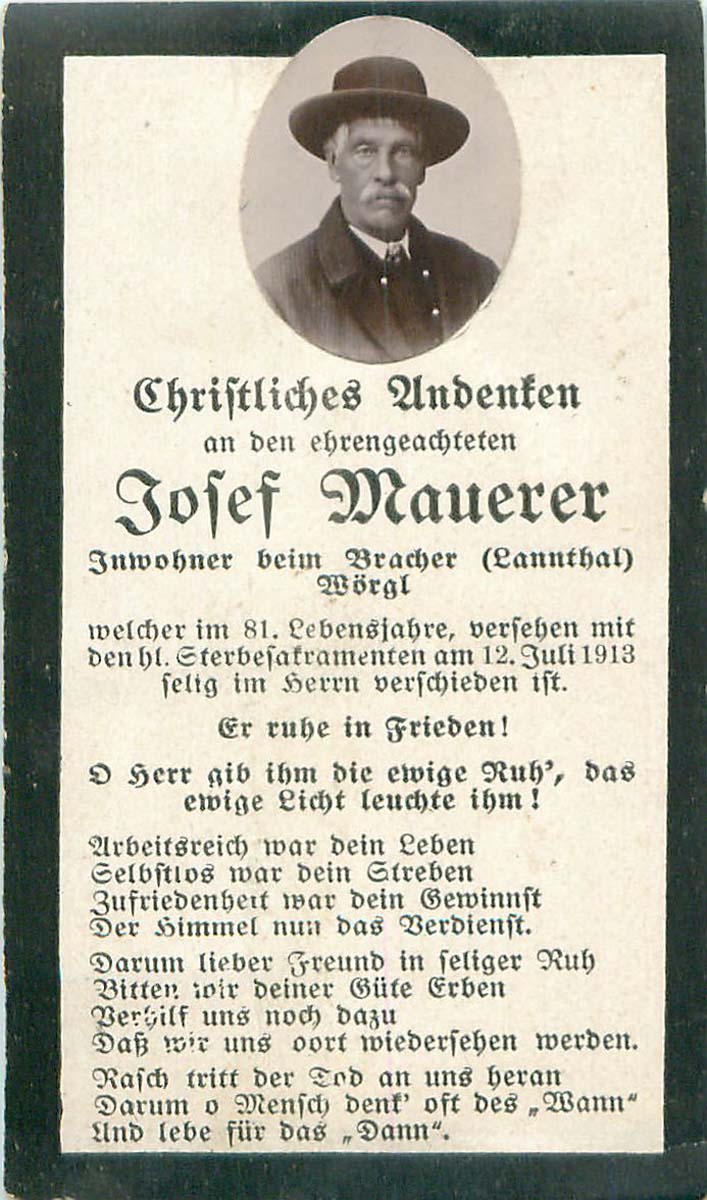 Christliches Andenken
an den ehrengeachteten
Josef Mauerer
Inwohner beim Bracher (Lannthal)
Wörgl
welcher im 81. Lebensjahre, versehen mit
den hl. Sterbesakramenten am 12. Juli 1913
selig im Herrn verschieden ist.
Er ruhe in Frieden!
O Herr gib ihm die ewige Ruh', das
ewige Licht leuchte ihm!
Arbeitsreich war dein Leben
Selbstlos war dein Streben
Zufriedenheit war dein Gewinnst
Der Himmel nun das Verdienst.
Darum lieber Freund in seliger Ruh
Bitten wir deiner Güte Erben
Verhilf uns noch dazu
Daß wir uns oort wiedersehen werden.
Rasch tritt der Tod an uns heran
Darum o Mensch denk' oft des „Wann“
Und lebe für das „Dann“.